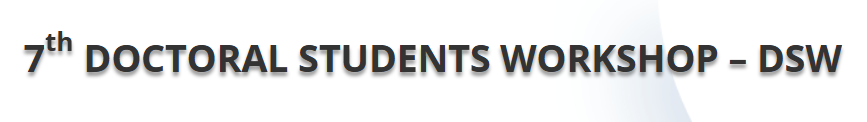 7th DOCTORAL STUDENTS WORKSHOP – DSW